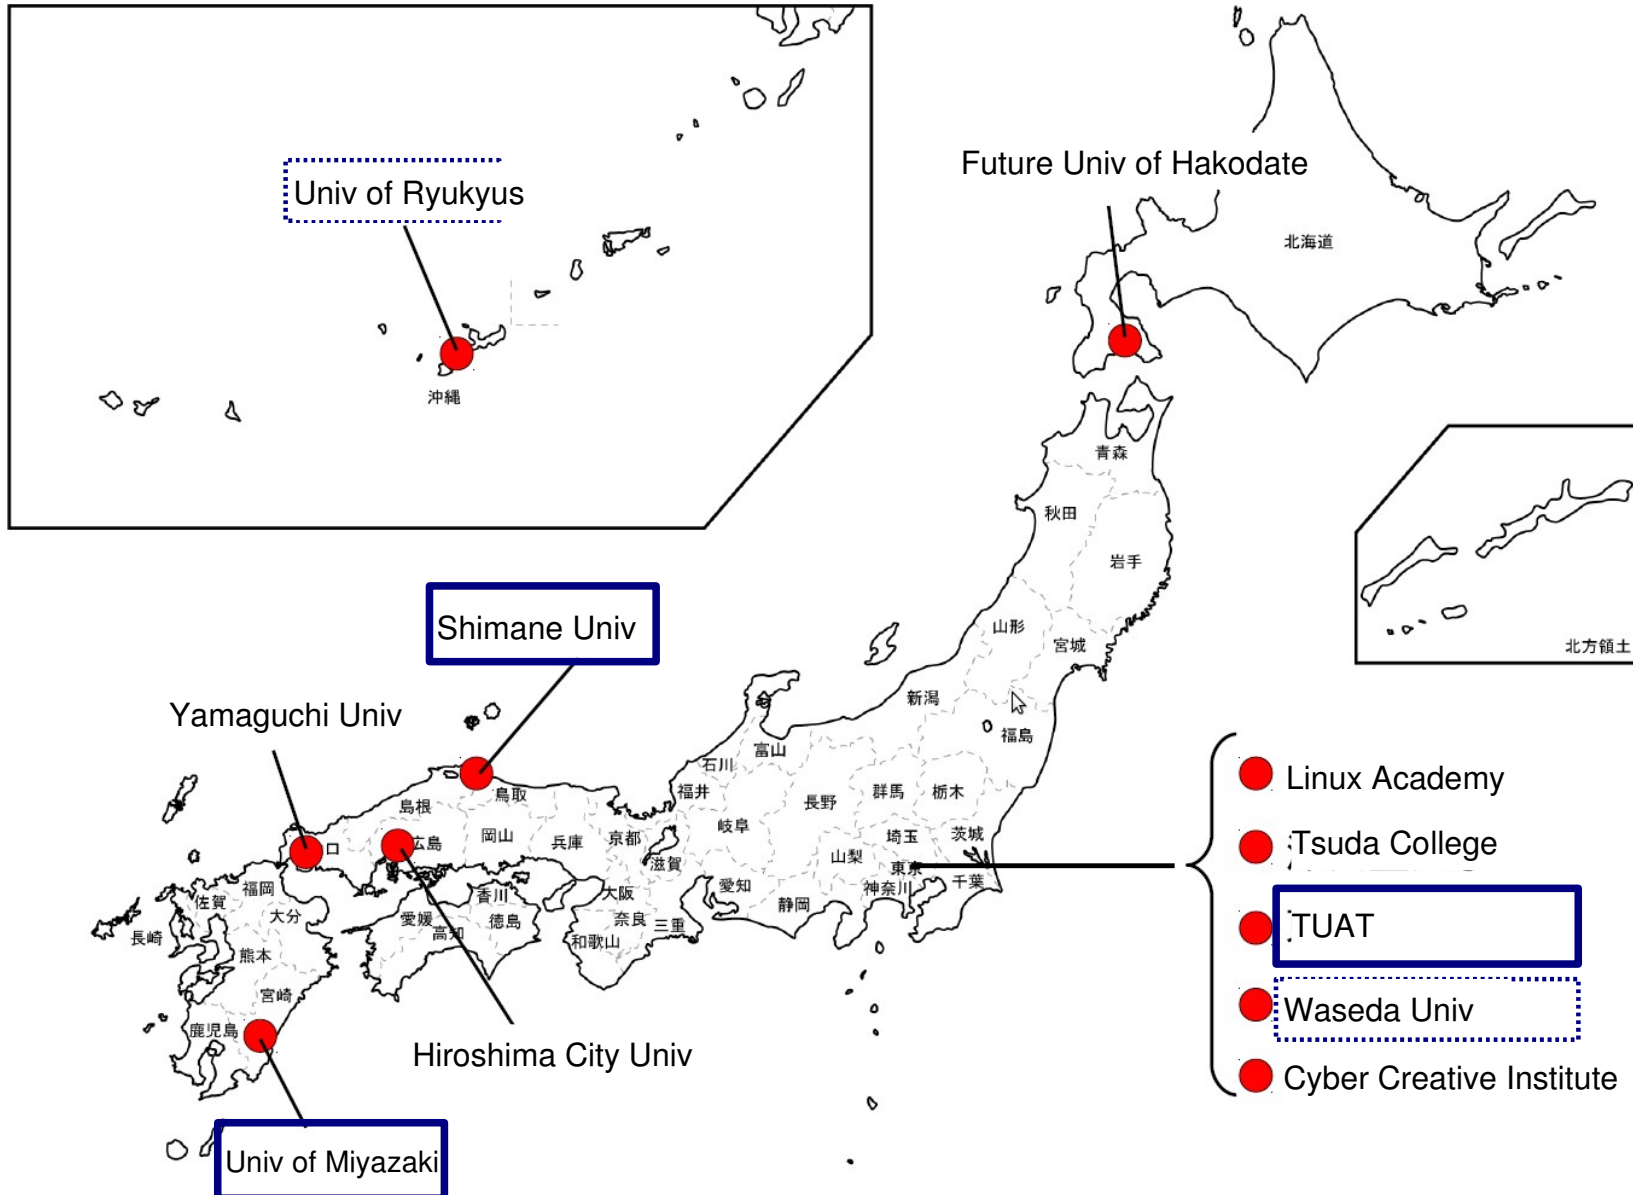 Univ of Ryukyus
沖縄
Future Univ of Hakodate
北海道
青森
秋田
岩手
山形
宮城
北方領土
新潟
福島
Shimane Univ
Yamaguchi Univ
富山
石川
福井
長野
群馬
栃木
鳥取
島根
岐阜
埼玉
茨城
口
広島
岡山
兵庫
京都
滋賀
山梨
東京
千葉
神奈川
愛知
静岡
福岡
佐賀
大分
長崎
熊本
宮崎
鹿児島
香川
愛媛
高知
徳島
大阪
奈良
三重
和歌山
Hiroshima City Univ
Univ of Miyazaki
Linux Academy
Tsuda College
TUAT
Waseda Univ
Cyber Creative Institute